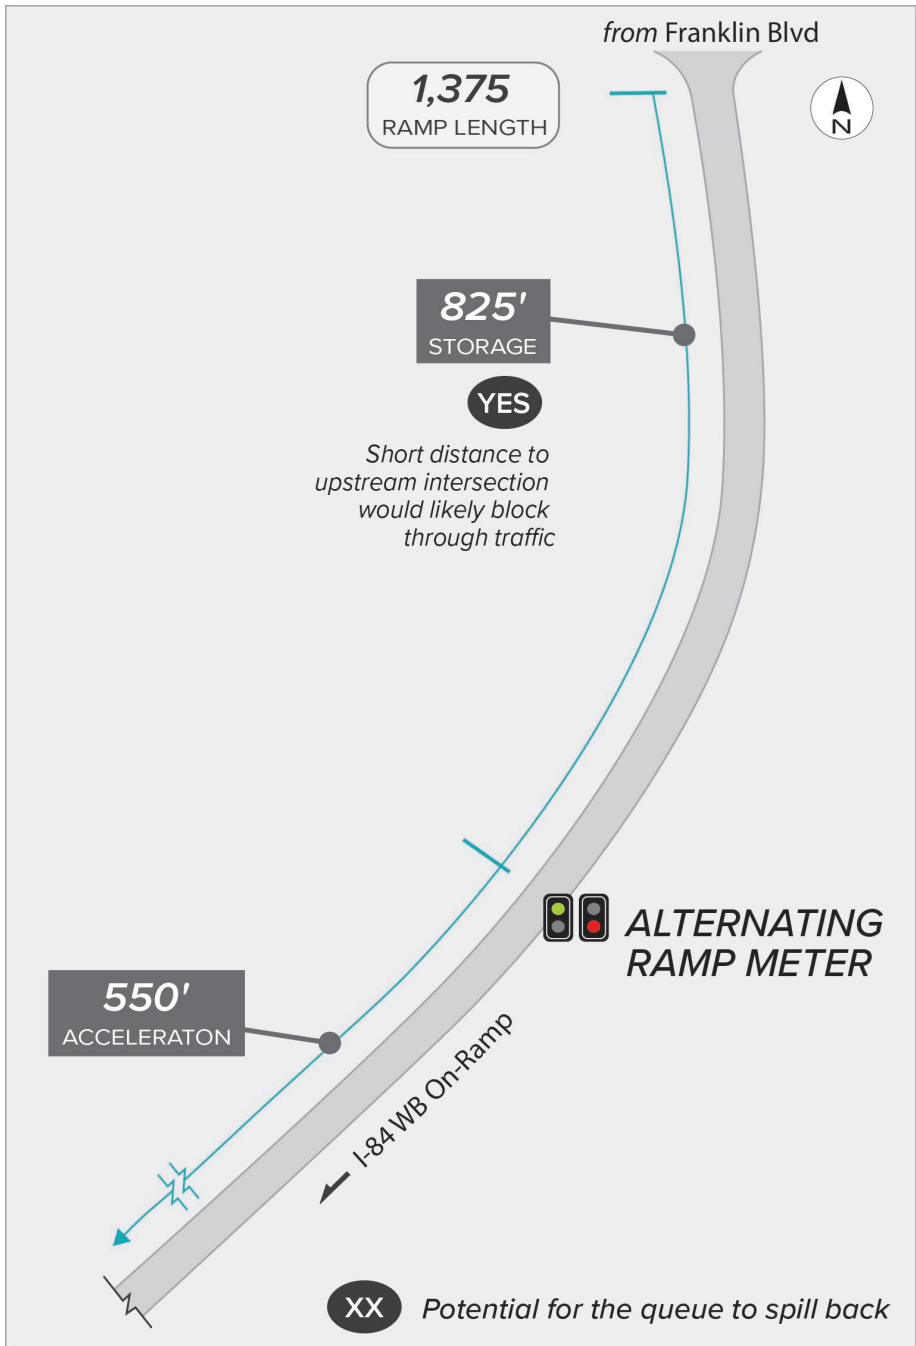 from Franklin Blvd
1,375
RAMP LENGTH
N
825'
STORAGE
YES
Short distance to
upstream intersection
would likely block
through traffic
ALTERNATING
RAMP METER
550'
ACCELERATON
I-84 WB On-Ramp
XX
Potential for the queue to spill back